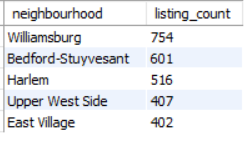 neighbourhood listing_count
Williamsburg 754
Bedford-Stuyvesant 601
Harlem 516
Upper West Side 407
East Village 402